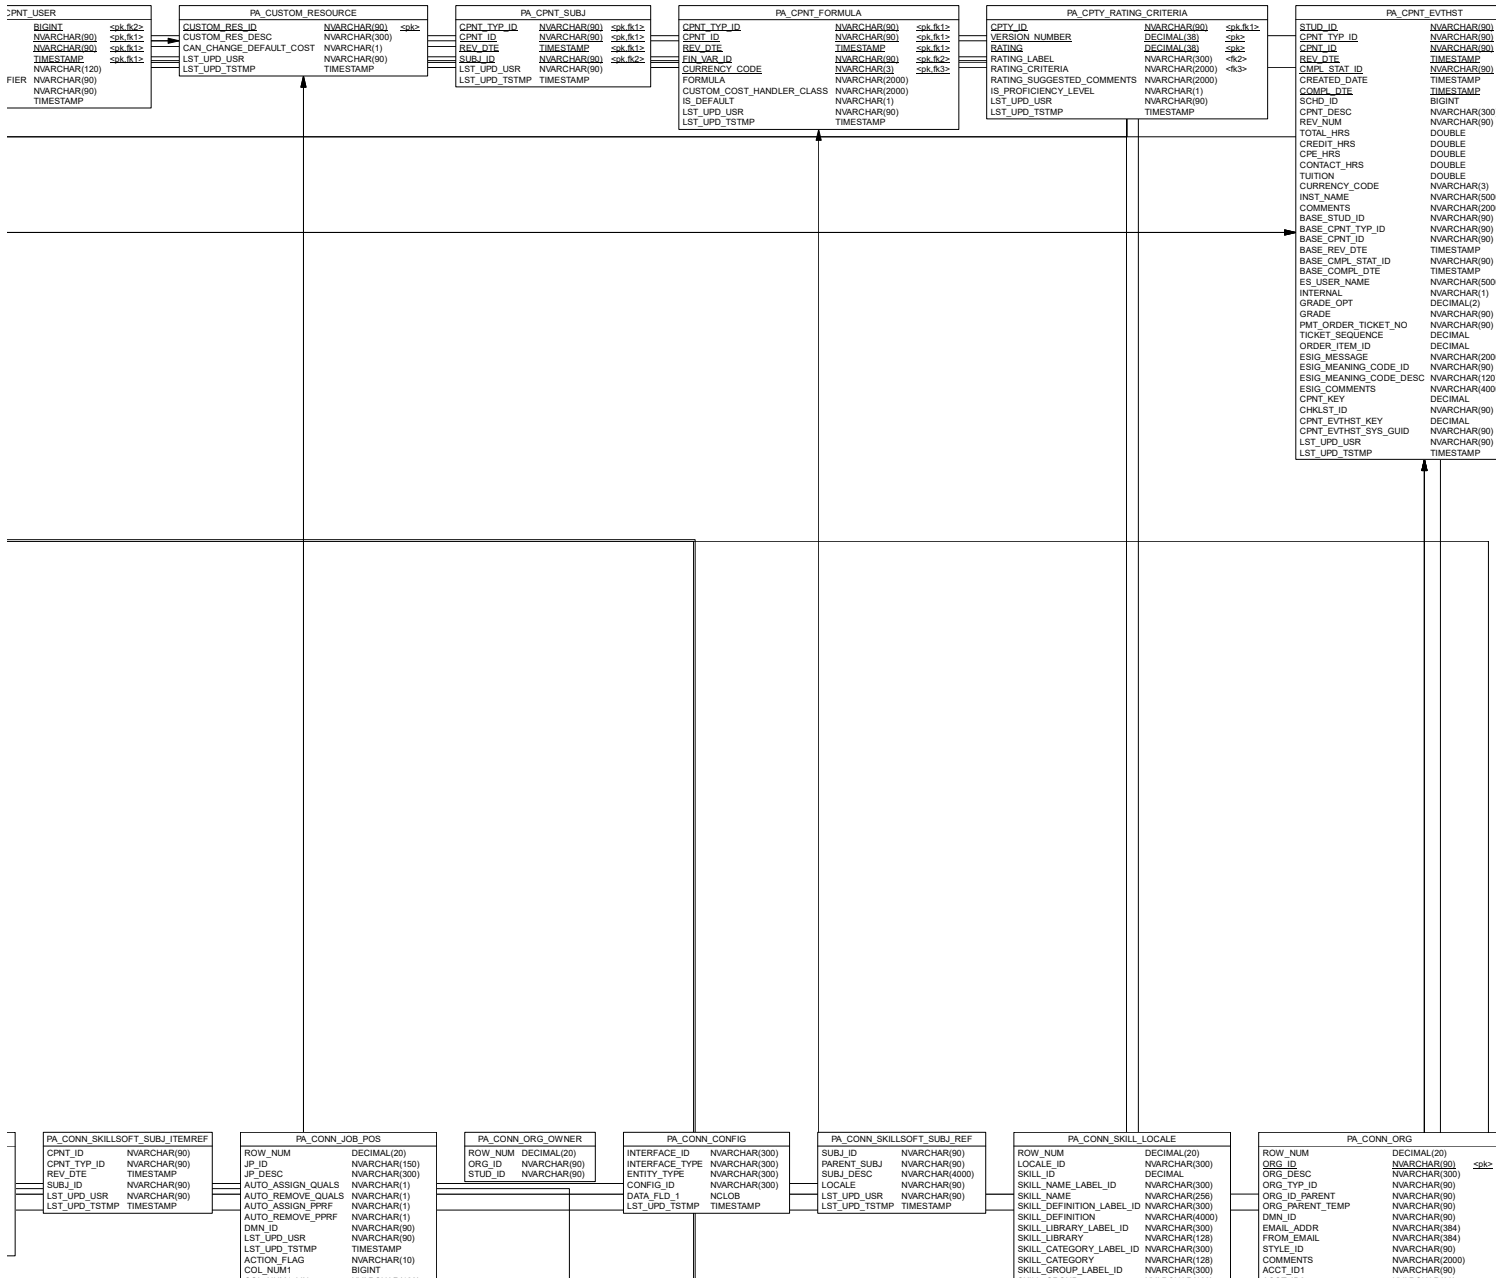 CPNT_USER
BIGINT <pk,fk2>
NVARCHAR(90) <pk,fk1>
NVARCHAR(90) <pk,fk1>
TIMESTAMP <pk,fk1>
NVARCHAR(120)
FIER NVARCHAR(90)
NVARCHAR(90)
TIMESTAMP
PA_CUSTOM_RESOURCE
CUSTOM_RES_ID NVARCHAR(90) <pk>
CUSTOM_RES_DESC NVARCHAR(300)
CAN_CHANGE_DEFAULT_COST NVARCHAR(1)
LST_UPD_USR NVARCHAR(90)
LST_UPD_TSTMP TIMESTAMP
PA_CPNT_SUBJ
CPNT_TYP_ID NVARCHAR(90) <pk,fk1>
CPNT_ID NVARCHAR(90) <pk,fk1>
REV_DTE TIMESTAMP <pk,fk1>
SUBJ_ID NVARCHAR(90) <pk,fk2>
LST_UPD_USR NVARCHAR(90)
LST_UPD_TSTMP TIMESTAMP
PA_CPNT_FORMULA
CPNT_TYP_ID NVARCHAR(90) <pk,fk1>
CPNT_ID NVARCHAR(90) <pk,fk1>
REV_DTE TIMESTAMP <pk,fk1>
FIN_VAR_ID NVARCHAR(90) <pk,fk2>
CURRENCY_CODE NVARCHAR(3) <pk,fk3>
FORMULA NVARCHAR(2000)
CUSTOM_COST_HANDLER_CLASS NVARCHAR(2000)
IS_DEFAULT NVARCHAR(1)
LST_UPD_USR NVARCHAR(90)
LST_UPD_TSTMP TIMESTAMP
PA_CPTY_RATING_CRITERIA
CPTY_ID NVARCHAR(90) <pk,fk1>
VERSION_NUMBER DECIMAL(38) <pk>
RATING DECIMAL(38) <pk>
RATING_LABEL NVARCHAR(300) <fk2>
RATING_CRITERIA NVARCHAR(2000) <fk3>
RATING_SUGGESTED_COMMENTS NVARCHAR(2000)
IS_PROFICIENCY_LEVEL NVARCHAR(1)
LST_UPD_USR NVARCHAR(90)
LST_UPD_TSTMP TIMESTAMP
PA_CPNT_EVTHST
STUD_ID NVARCHAR(90)
CPNT_TYP_ID NVARCHAR(90)
CPNT_ID NVARCHAR(90)
REV_DTE TIMESTAMP
CMPL_STAT_ID NVARCHAR(90)
CREATED_DATE TIMESTAMP
COMPL_DTE TIMESTAMP
SCHD_ID BIGINT
CPNT_DESC NVARCHAR(300
REV_NUM NVARCHAR(90)
TOTAL_HRS DOUBLE
CREDIT_HRS DOUBLE
CPE_HRS DOUBLE
CONTACT_HRS DOUBLE
TUITION DOUBLE
CURRENCY_CODE NVARCHAR(3)
INST_NAME NVARCHAR(500
COMMENTS NVARCHAR(200
BASE_STUD_ID NVARCHAR(90)
BASE_CPNT_TYP_ID NVARCHAR(90)
BASE_CPNT_ID NVARCHAR(90)
BASE_REV_DTE TIMESTAMP
BASE_CMPL_STAT_ID NVARCHAR(90)
BASE_COMPL_DTE TIMESTAMP
ES_USER_NAME NVARCHAR(500
INTERNAL NVARCHAR(1)
GRADE_OPT DECIMAL(2)
GRADE NVARCHAR(90)
PMT_ORDER_TICKET_NO NVARCHAR(90)
TICKET_SEQUENCE DECIMAL
ORDER_ITEM_ID DECIMAL
ESIG_MESSAGE NVARCHAR(200
ESIG_MEANING_CODE_ID NVARCHAR(90)
ESIG_MEANING_CODE_DESC NVARCHAR(120
ESIG_COMMENTS NVARCHAR(400
CPNT_KEY DECIMAL
CHKLST_ID NVARCHAR(90)
CPNT_EVTHST_KEY DECIMAL
CPNT_EVTHST_SYS_GUID NVARCHAR(90)
LST_UPD_USR NVARCHAR(90)
LST_UPD_TSTMP TIMESTAMP
PA_CONN_SKILLSOFT_SUBJ_ITEMREF
CPNT_ID NVARCHAR(90)
CPNT_TYP_ID NVARCHAR(90)
REV_DTE TIMESTAMP
SUBJ_ID NVARCHAR(90)
LST_UPD_USR NVARCHAR(90)
LST_UPD_TSTMP TIMESTAMP
PA_CONN_JOB_POS
ROW_NUM DECIMAL(20)
JP_ID NVARCHAR(150)
JP_DESC NVARCHAR(300)
AUTO_ASSIGN_QUALS NVARCHAR(1)
AUTO_REMOVE_QUALS NVARCHAR(1)
AUTO_ASSIGN_PPRF NVARCHAR(1)
AUTO_REMOVE_PPRF NVARCHAR(1)
DMN_ID NVARCHAR(90)
LST_UPD_USR NVARCHAR(90)
LST_UPD_TSTMP TIMESTAMP
ACTION_FLAG NVARCHAR(10)
COL_NUM1 BIGINT
PA_CONN_ORG_OWNER
ROW_NUM DECIMAL(20)
ORG_ID NVARCHAR(90)
STUD_ID NVARCHAR(90)
PA_CONN_CONFIG
INTERFACE_ID NVARCHAR(300)
INTERFACE_TYPE NVARCHAR(300)
ENTITY_TYPE NVARCHAR(300)
CONFIG_ID NVARCHAR(300)
DATA_FLD_1 NCLOB
LST_UPD_TSTMP TIMESTAMP
PA_CONN_SKILLSOFT_SUBJ_REF
SUBJ_ID NVARCHAR(90)
PARENT_SUBJ NVARCHAR(90)
SUBJ_DESC NVARCHAR(4000)
LOCALE NVARCHAR(90)
LST_UPD_USR NVARCHAR(90)
LST_UPD_TSTMP TIMESTAMP
PA_CONN_SKILL_LOCALE
ROW_NUM DECIMAL(20)
LOCALE_ID NVARCHAR(300)
SKILL_ID DECIMAL
SKILL_NAME_LABEL_ID NVARCHAR(300)
SKILL_NAME NVARCHAR(256)
SKILL_DEFINITION_LABEL_ID NVARCHAR(300)
SKILL_DEFINITION NVARCHAR(4000)
SKILL_LIBRARY_LABEL_ID NVARCHAR(300)
SKILL_LIBRARY NVARCHAR(128)
SKILL_CATEGORY_LABEL_ID NVARCHAR(300)
SKILL_CATEGORY NVARCHAR(128)
SKILL_GROUP_LABEL_ID NVARCHAR(300)
PA_CONN_ORG
ROW_NUM DECIMAL(20)
ORG_ID NVARCHAR(90) <pk>
ORG_DESC NVARCHAR(300)
ORG_TYP_ID NVARCHAR(90)
ORG_ID_PARENT NVARCHAR(90)
ORG_PARENT_TEMP NVARCHAR(90)
DMN_ID NVARCHAR(90)
EMAIL_ADDR NVARCHAR(384)
FROM_EMAIL NVARCHAR(384)
STYLE_ID NVARCHAR(90)
COMMENTS NVARCHAR(2000)
ACCT_ID1 NVARCHAR(90)